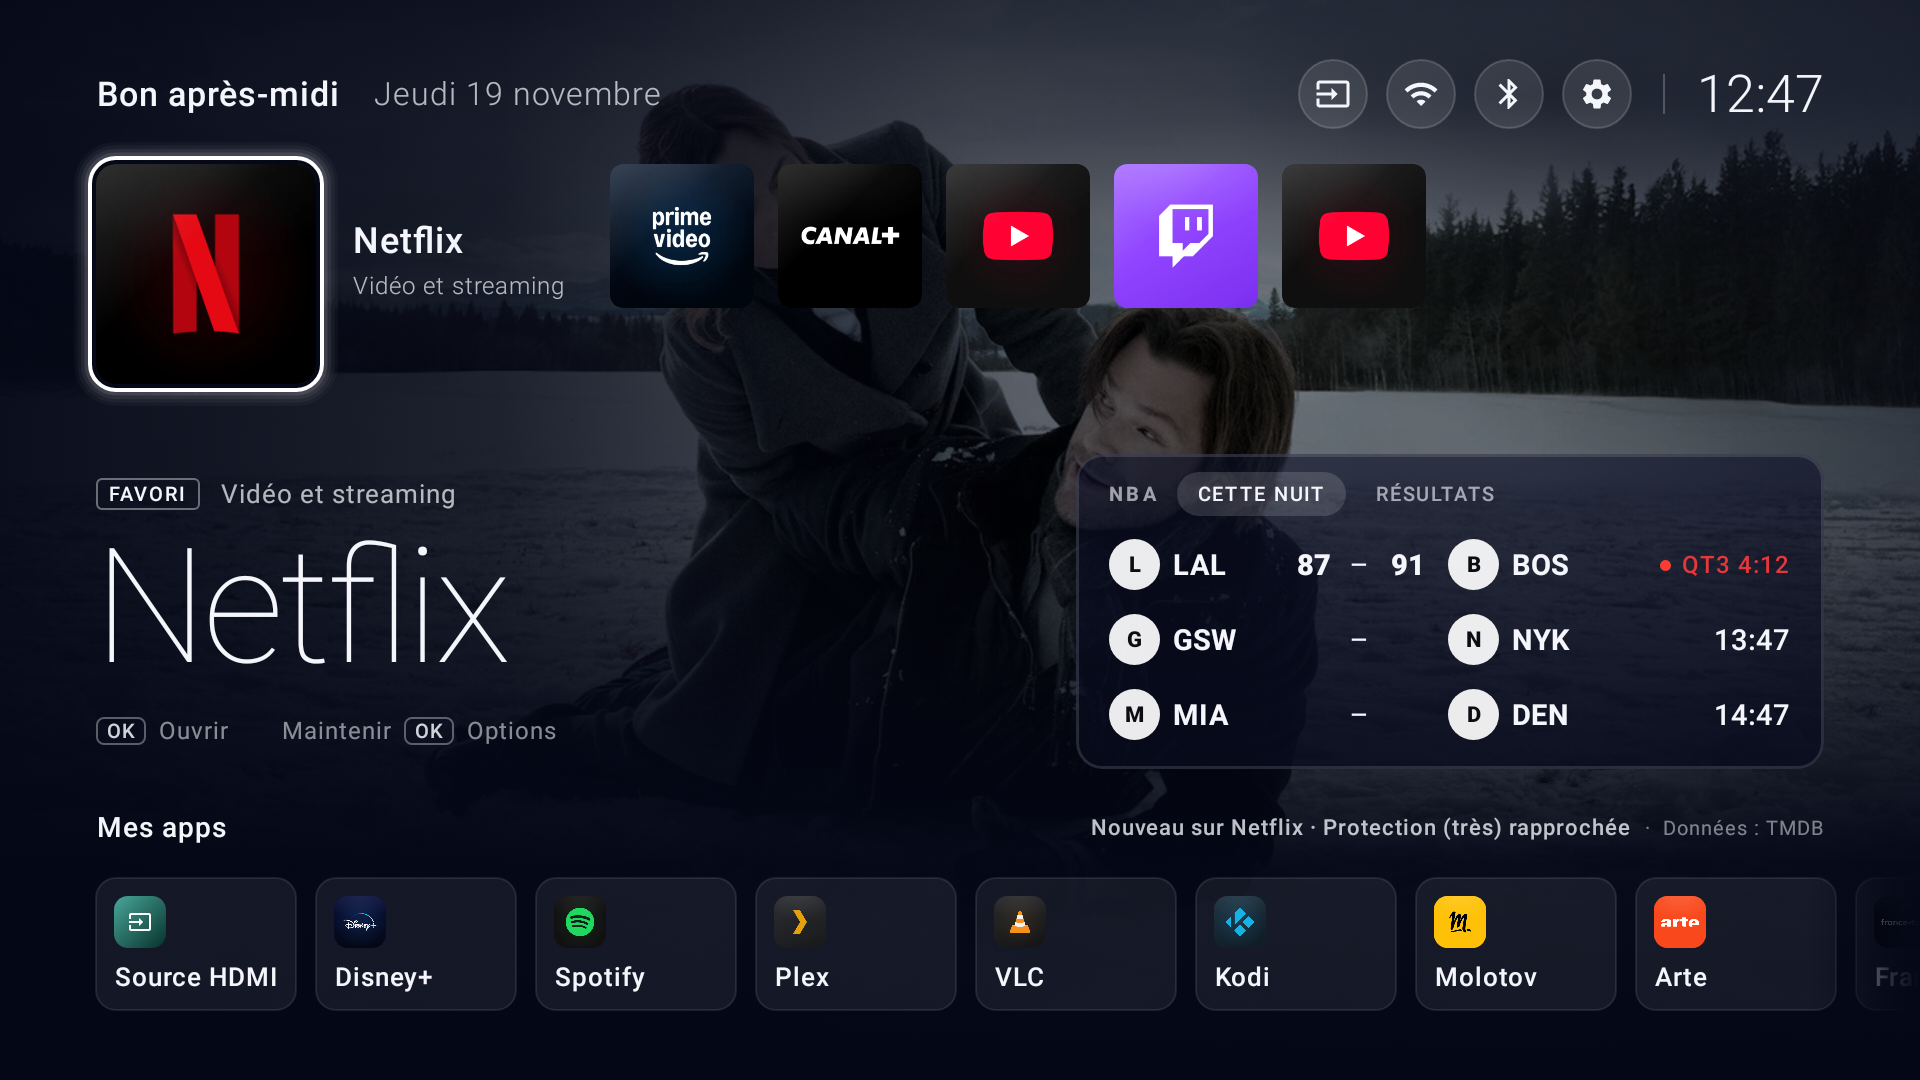 Bon après-midi Jeudi 19 novembre
12:47
Netflix
Vidéo et streaming
prime video
CANAL+
FAVORI Vidéo et streaming
Netflix
OK Ouvrir Maintenir OK Options
NBA CETTE NUIT RÉSULTATS
L LAL 87 – 91 B BOS • QT3 4:12
G GSW – N NYK 13:47
M MIA – D DEN 14:47
Mes apps
Nouveau sur Netflix · Protection (très) rapprochée · Données : TMDB
Disney+
m.
arte
Source HDMI
Disney+
Spotify
Plex
VLC
Kodi
Molotov
Arte